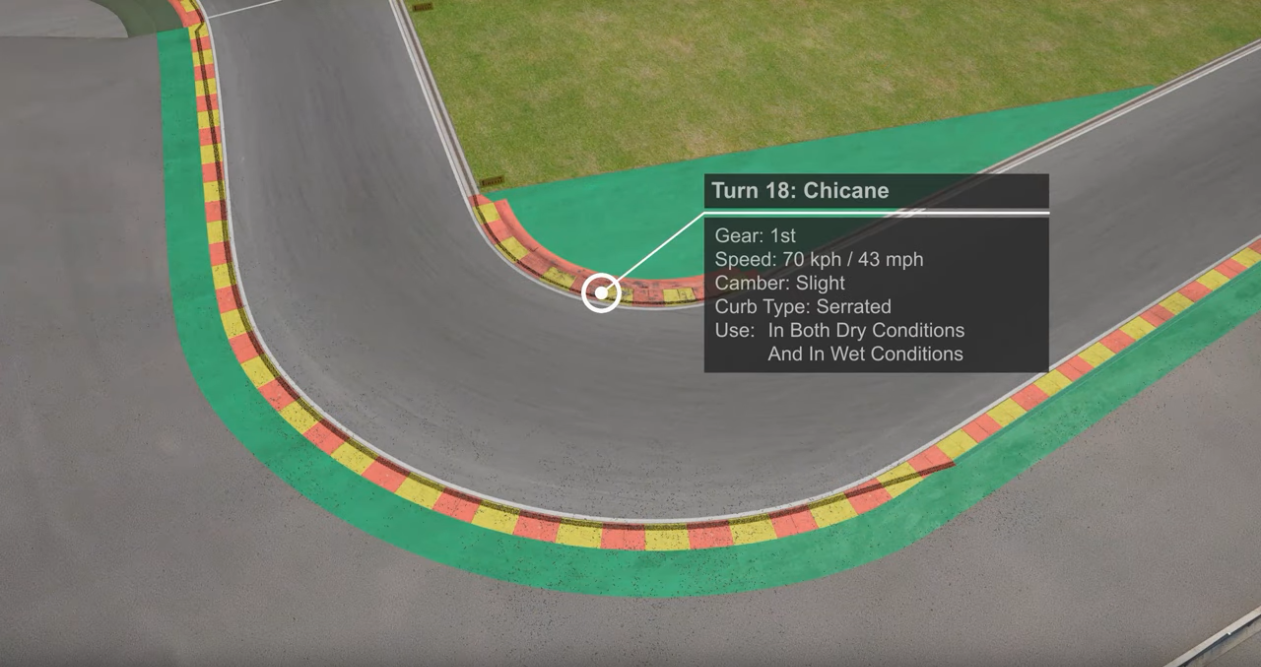 Turn 18: Chicane
Gear: 1st
Speed: 70 kph / 43 mph
Camber: Slight
Curb Type: Serrated
Use: In Both Dry Conditions
And In Wet Conditions